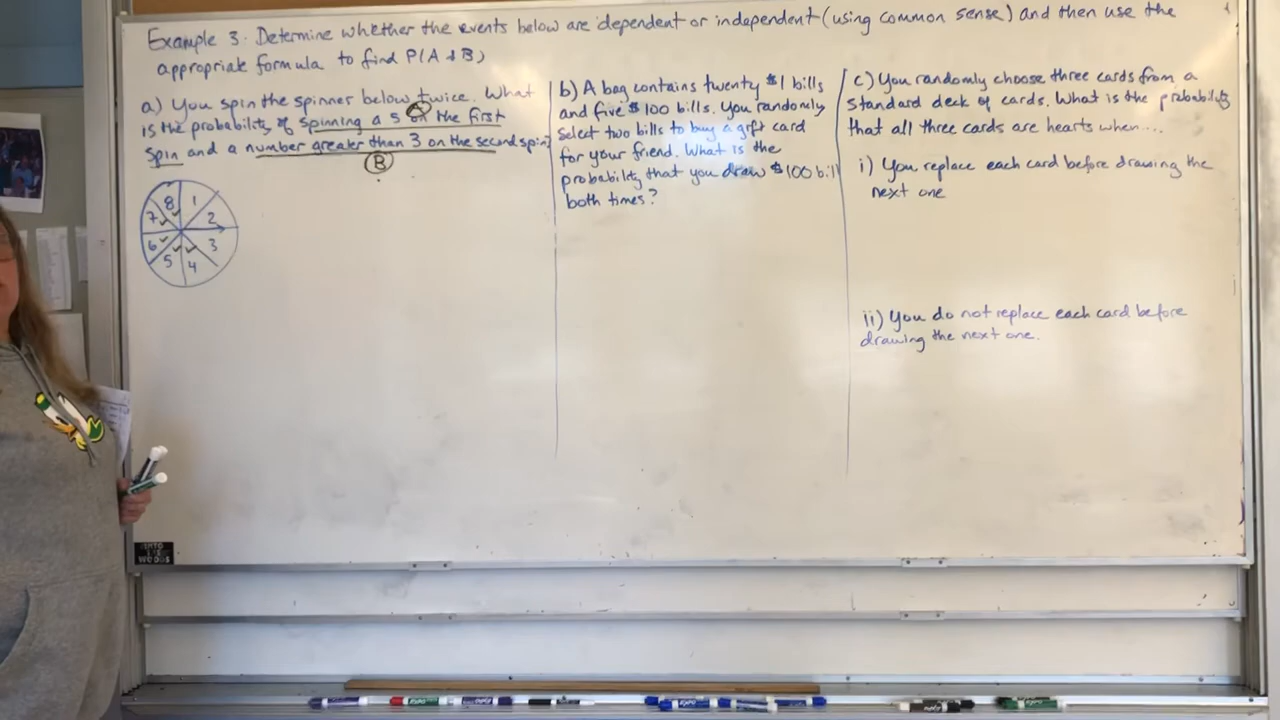 Example 3. Determine whether the events below are dependent or independent (using common sense) and then use the
appropriate formula to find P(A & B)
a) You spin the spinner below twice. What
is the probability of spinning a 5 on the first
spin and a number greater than 3 on the second spin?
B
8 1
7 2
6 3
5 4
b) A bag contains twenty $1 bills
and five $100 bills. You randomly
select two bills to buy a gift card
for your friend. What is the
probability that you draw $100 bill
both times?
c) You randomly choose three cards from a
standard deck of cards. What is the probability
that all three cards are hearts when...
i) You replace each card before drawing the
next one
ii) You do not replace each card before
drawing the next one.
INTO
THE
WOODS